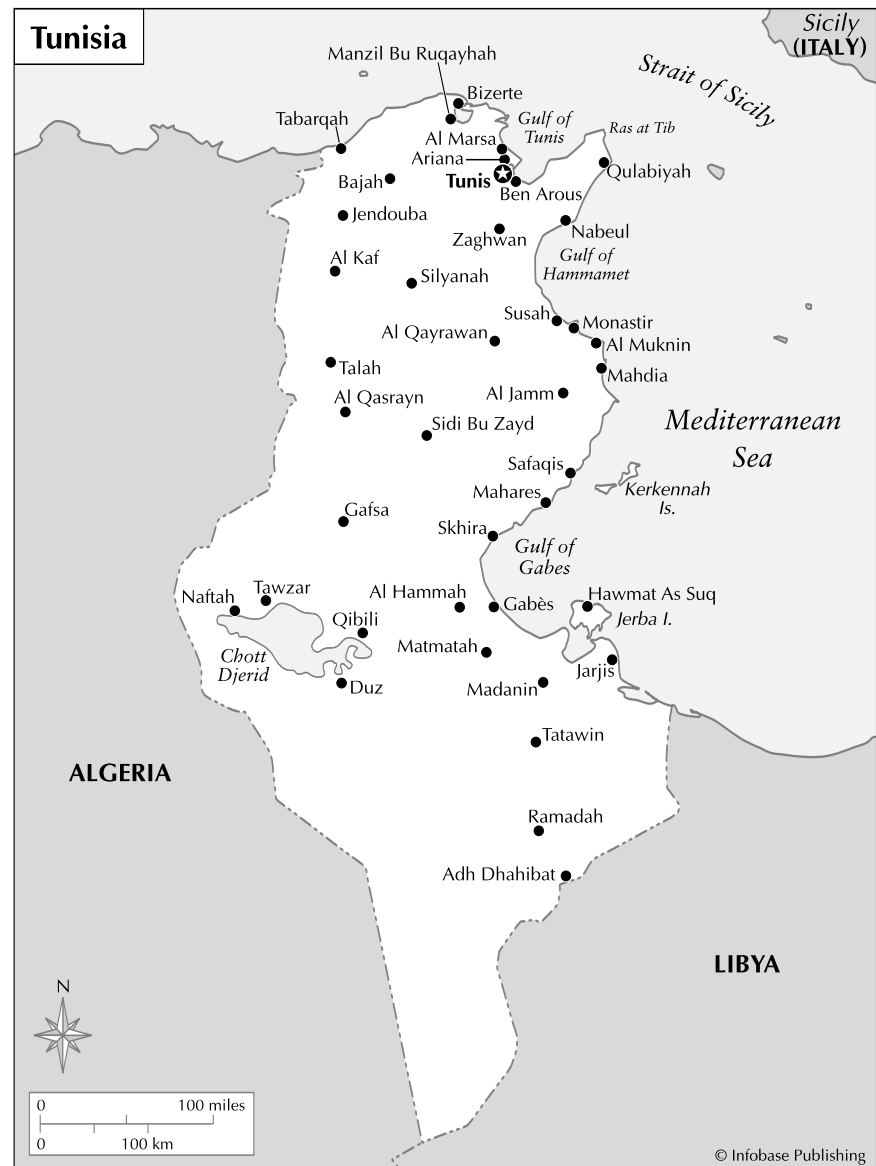 Tunisia
Sicily
(ITALY)
Manzil Bu Ruqayhah
Strait of Sicily
Bizerte
Tabarqah
Gulf of
Tunis
Ras at Tib
Al Marsa
Ariana
Qulabiyah
Bajah
Tunis
Ben Arous
Jendouba
Nabeul
Zaghwan
Al Kaf
Gulf of
Hammamet
Silyanah
Susah
Monastir
Al Qayrawan
Al Muknin
Talah
Mahdia
Al Qasrayn
Al Jamm
Sidi Bu Zayd
Mediterranean
Sea
Safaqis
Mahares
Kerkennah
Is.
Gafsa
Skhira
Gulf of
Gabes
Naftah
Tawzar
Al Hammah
Gabès
Hawmat As Suq
Jerba I.
Qibili
Chott
Djerid
Matmatah
Jarjis
Duz
Madanin
Tatawin
ALGERIA
Ramadah
Adh Dhahibat
LIBYA
N
0 100 miles
0 100 km
© Infobase Publishing